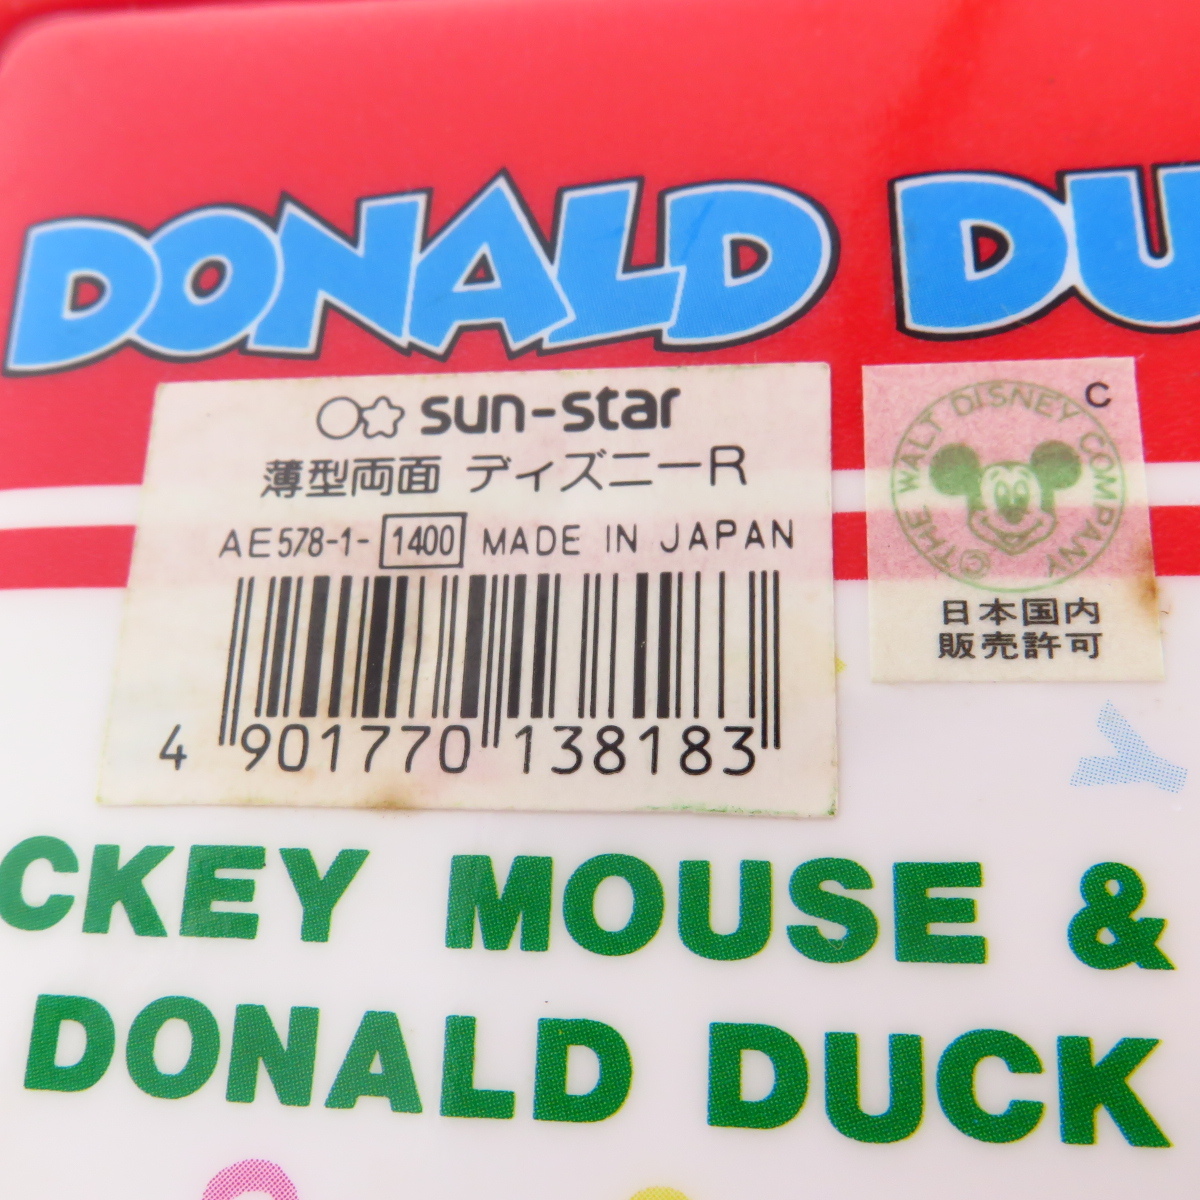 DONALD DU
sun-star
薄型両面 ディズニーR
AE578-1- 1400 MADE IN JAPAN
4 901770 138183
C
©THE WALT DISNEY COMPANY
日本国内
販売許可
CKEY MOUSE &
DONALD DUCK